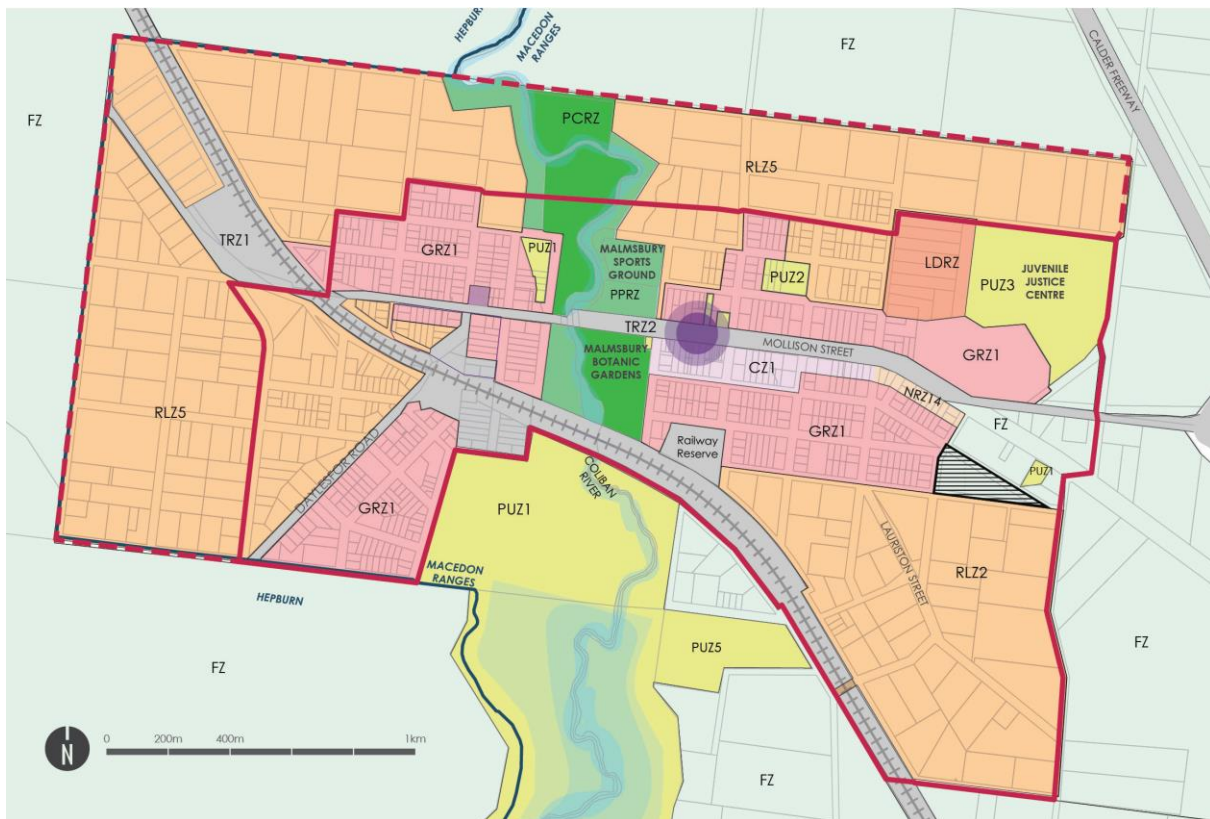 HEPBURN
MACEDON
RANGES
FZ
CALDER FREEWAY
FZ
PCRZ
RLZ5
TRZ1
GRZ1
PUZ1
MALMSBURY
SPORTS
GROUND
PPRZ
PUZ2
LDRZ
PUZ3
JUVENILE
JUSTICE
CENTRE
TRZ2
MOLLISON STREET
MALMSBURY
BOTANIC
GARDENS
CZ1
GRZ1
RLZ5
NRZ14
GRZ1
FZ
Railway
Reserve
PUZ1
DAYLESFOR ROAD
COLIBAN
RIVER
GRZ1
PUZ1
LAURISTON STREET
RLZ2
MACEDON
RANGES
HEPBURN
PUZ5
FZ
FZ
FZ
N
0 200m 400m 1km